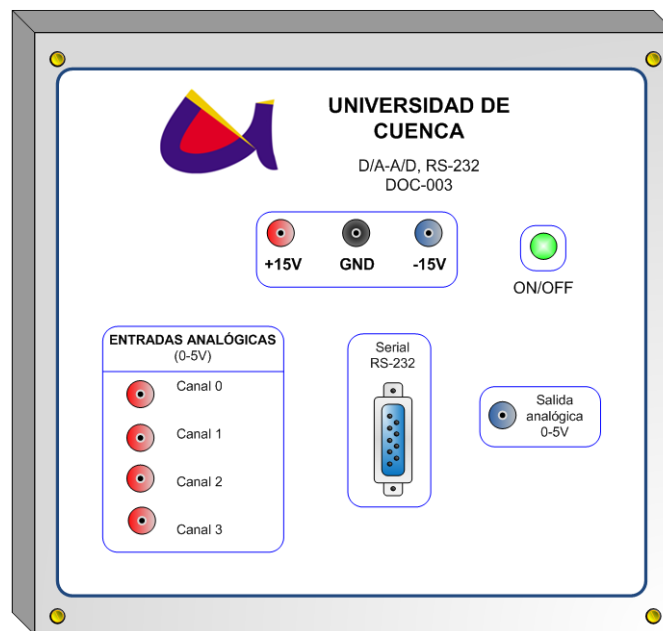 UNIVERSIDAD DE
CUENCA
D/A-A/D, RS-232
DOC-003
+15V GND -15V
ON/OFF
ENTRADAS ANALÓGICAS
(0-5V)
Canal 0
Canal 1
Canal 2
Canal 3
Serial
RS-232
Salida
analógica
0-5V